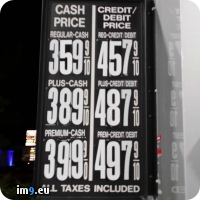 CASH PRICE
CREDIT/DEBIT PRICE
REGULAR-CASH
REG-CREDIT/DEBIT
359 9/10
457 9/10
PLUS-CASH
PLUS-CREDIT/DEBIT
389 9/10
487 9/10
PREMIUM-CASH
PREM-CREDIT/DEBIT
399 9/10
497 9/10
ALL TAXES INCLUDED
im9.eu